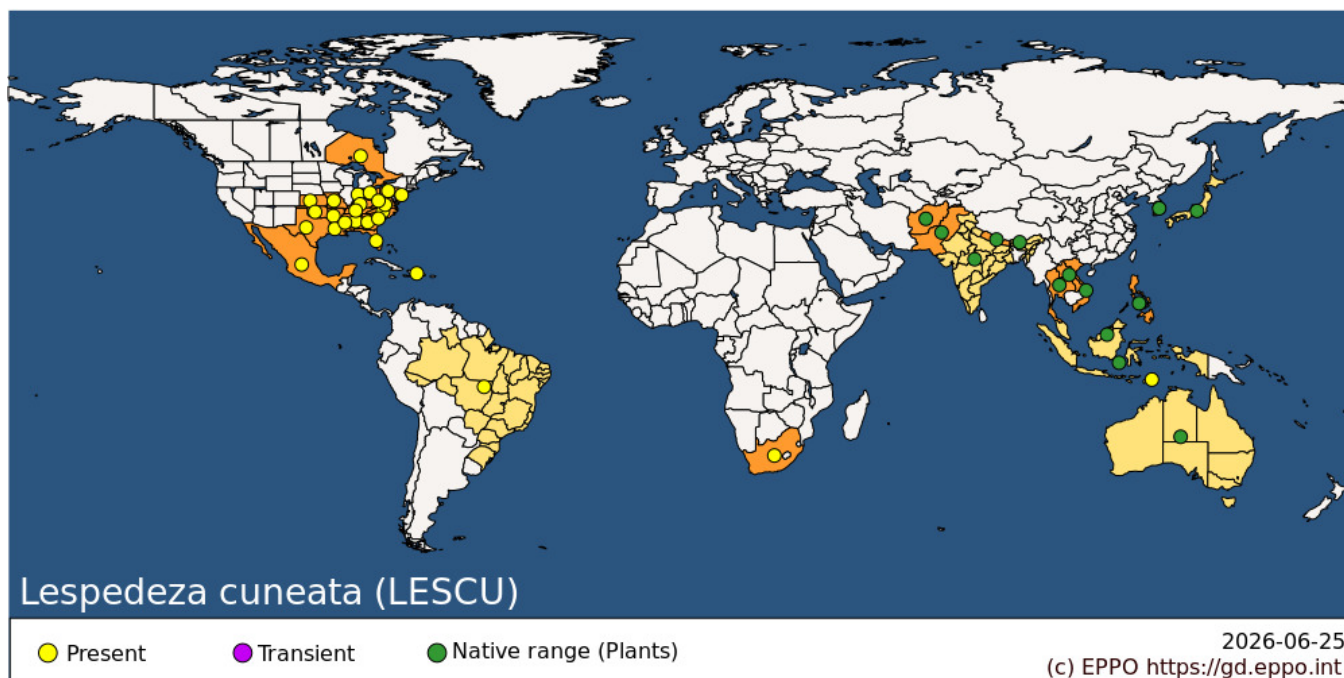 Lespedeza cuneata (LESCU)
Present
Transient
Native range (Plants)
2026-06-25
(c) EPPO https://gd.eppo.int